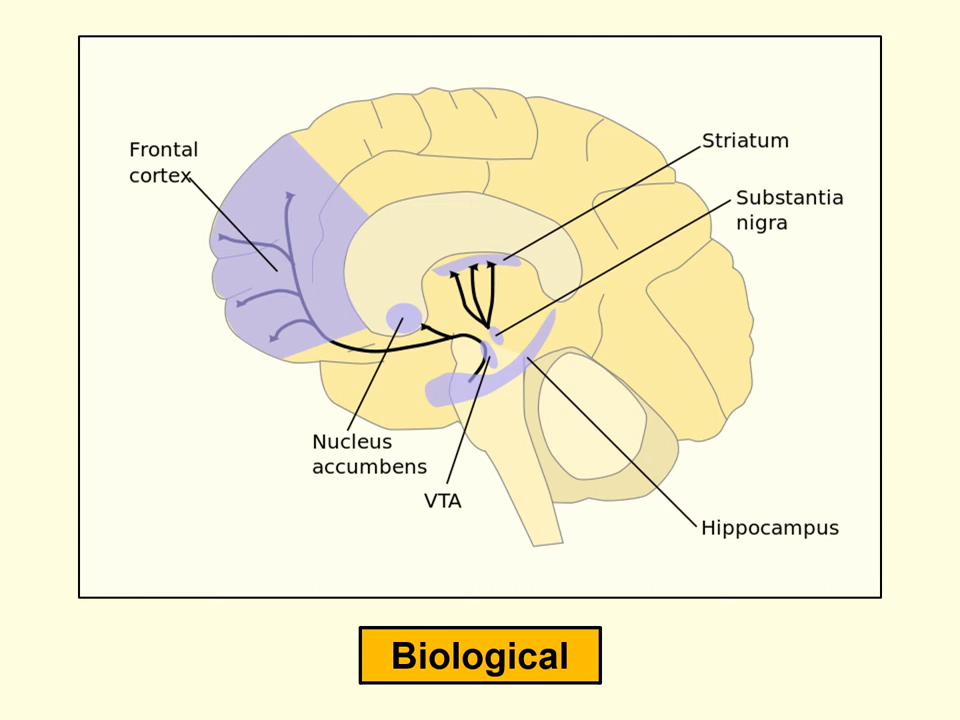 Frontal
cortex
Striatum
Substantia
nigra
Nucleus
accumbens
VTA
Hippocampus
Biological